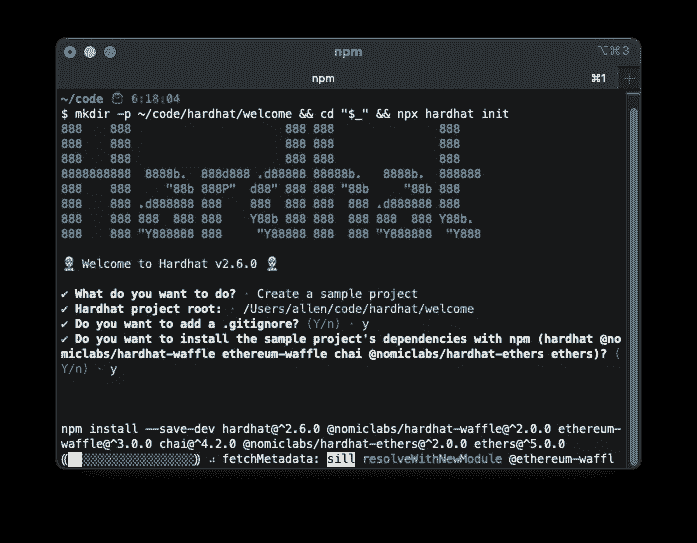 npm
⌥⌘3
npm
⌘1
+
~/code 6:18:04
$ mkdir -p ~/code/hardhat/welcome && cd "$_" && npx hardhat init
888    888                      888 888               888
888    888                      888 888               888
888    888                      888 888               888
8888888888  8888b.  888d888 .d88888 88888b.   8888b.  888888
888    888     "88b 888P"  d88" 888 888 "88b     "88b 888
888    888 .d888888 888    888  888 888  888 .d888888 888
888    888 888  888 888    Y88b 888 888  888 888  888 Y88b.
888    888 "Y888888 888     "Y88888 888  888 "Y888888  "Y888
Welcome to Hardhat v2.6.0
✔ What do you want to do? · Create a sample project
✔ Hardhat project root: · /Users/allen/code/hardhat/welcome
✔ Do you want to add a .gitignore? (Y/n) · y
✔ Do you want to install the sample project's dependencies with npm (hardhat @no
miclabs/hardhat-waffle ethereum-waffle chai @nomiclabs/hardhat-ethers ethers)? (
Y/n) · y
npm install --save-dev hardhat@^2.6.0 @nomiclabs/hardhat-waffle@^2.0.0 ethereum-
waffle@^3.0.0 chai@^4.2.0 @nomiclabs/hardhat-ethers@^2.0.0 ethers@^5.0.0
fetchMetadata: sill resolveWithNewModule @ethereum-waffl